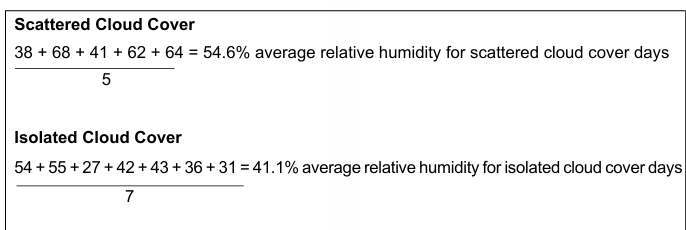 Scattered Cloud Cover
38 + 68 + 41 + 62 + 64 = 54.6% average relative humidity for scattered cloud cover days
5
Isolated Cloud Cover
54 + 55 + 27 + 42 + 43 + 36 + 31 = 41.1% average relative humidity for isolated cloud cover days
7